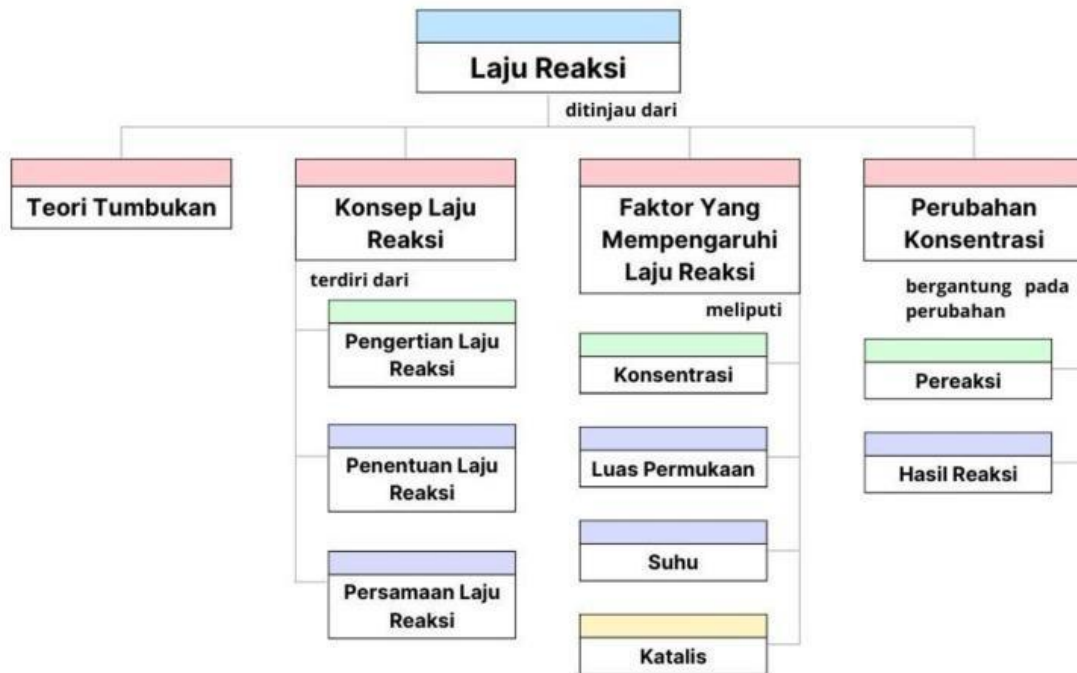 Laju Reaksi
ditinjau dari
Teori Tumbukan
Konsep Laju
Reaksi
terdiri dari
Pengertian Laju
Reaksi
Penentuan Laju
Reaksi
Persamaan Laju
Reaksi
Faktor Yang
Mempengaruhi
Laju Reaksi
meliputi
Konsentrasi
Luas Permukaan
Suhu
Katalis
Perubahan
Konsentrasi
bergantung pada
perubahan
Pereaksi
Hasil Reaksi